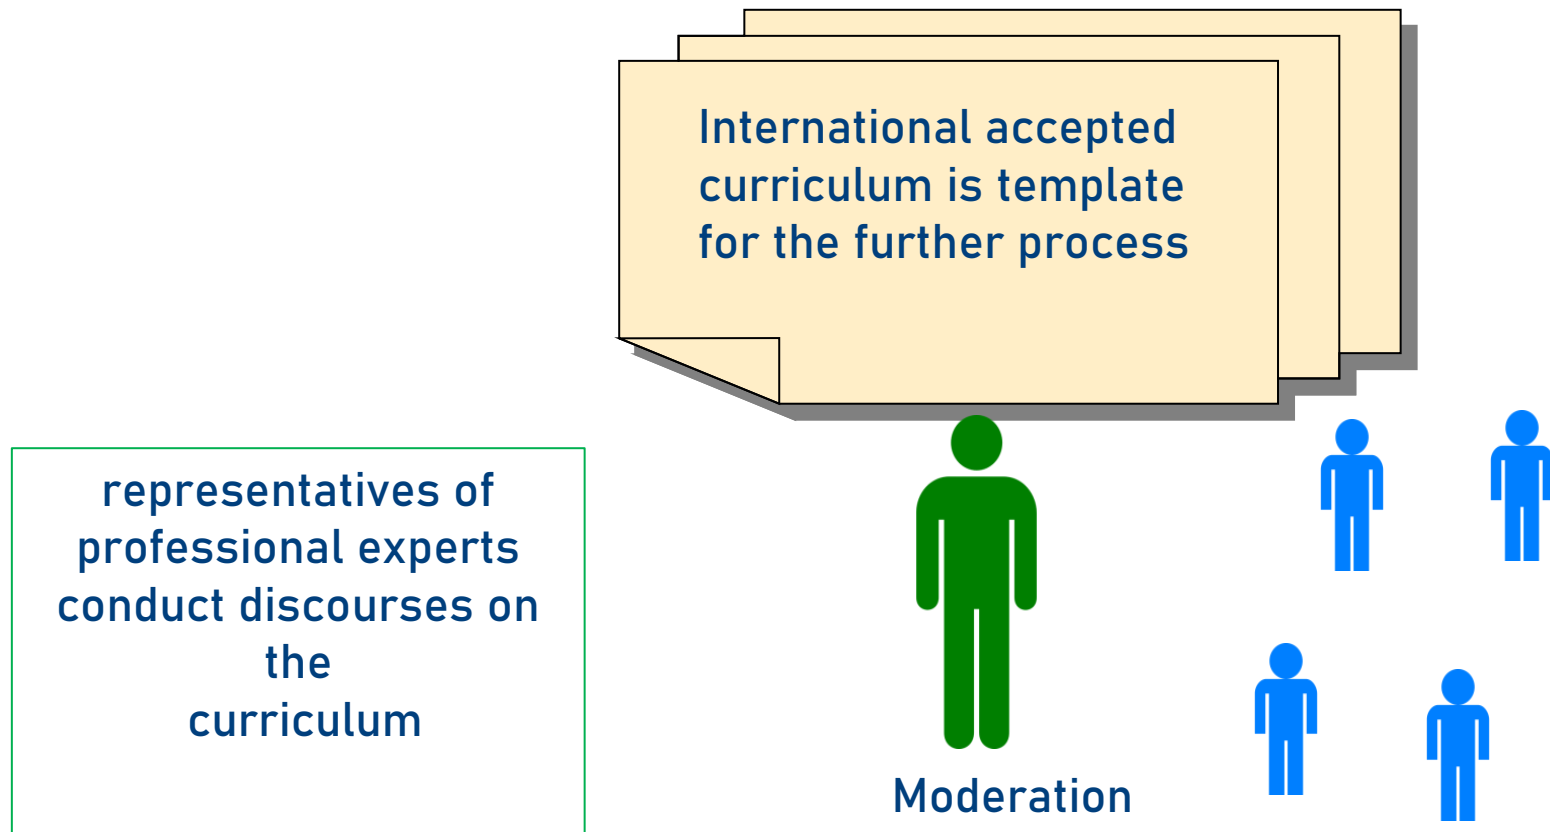 International accepted
curriculum is template
for the further process
representatives of
professional experts
conduct discourses on
the
curriculum
Moderation